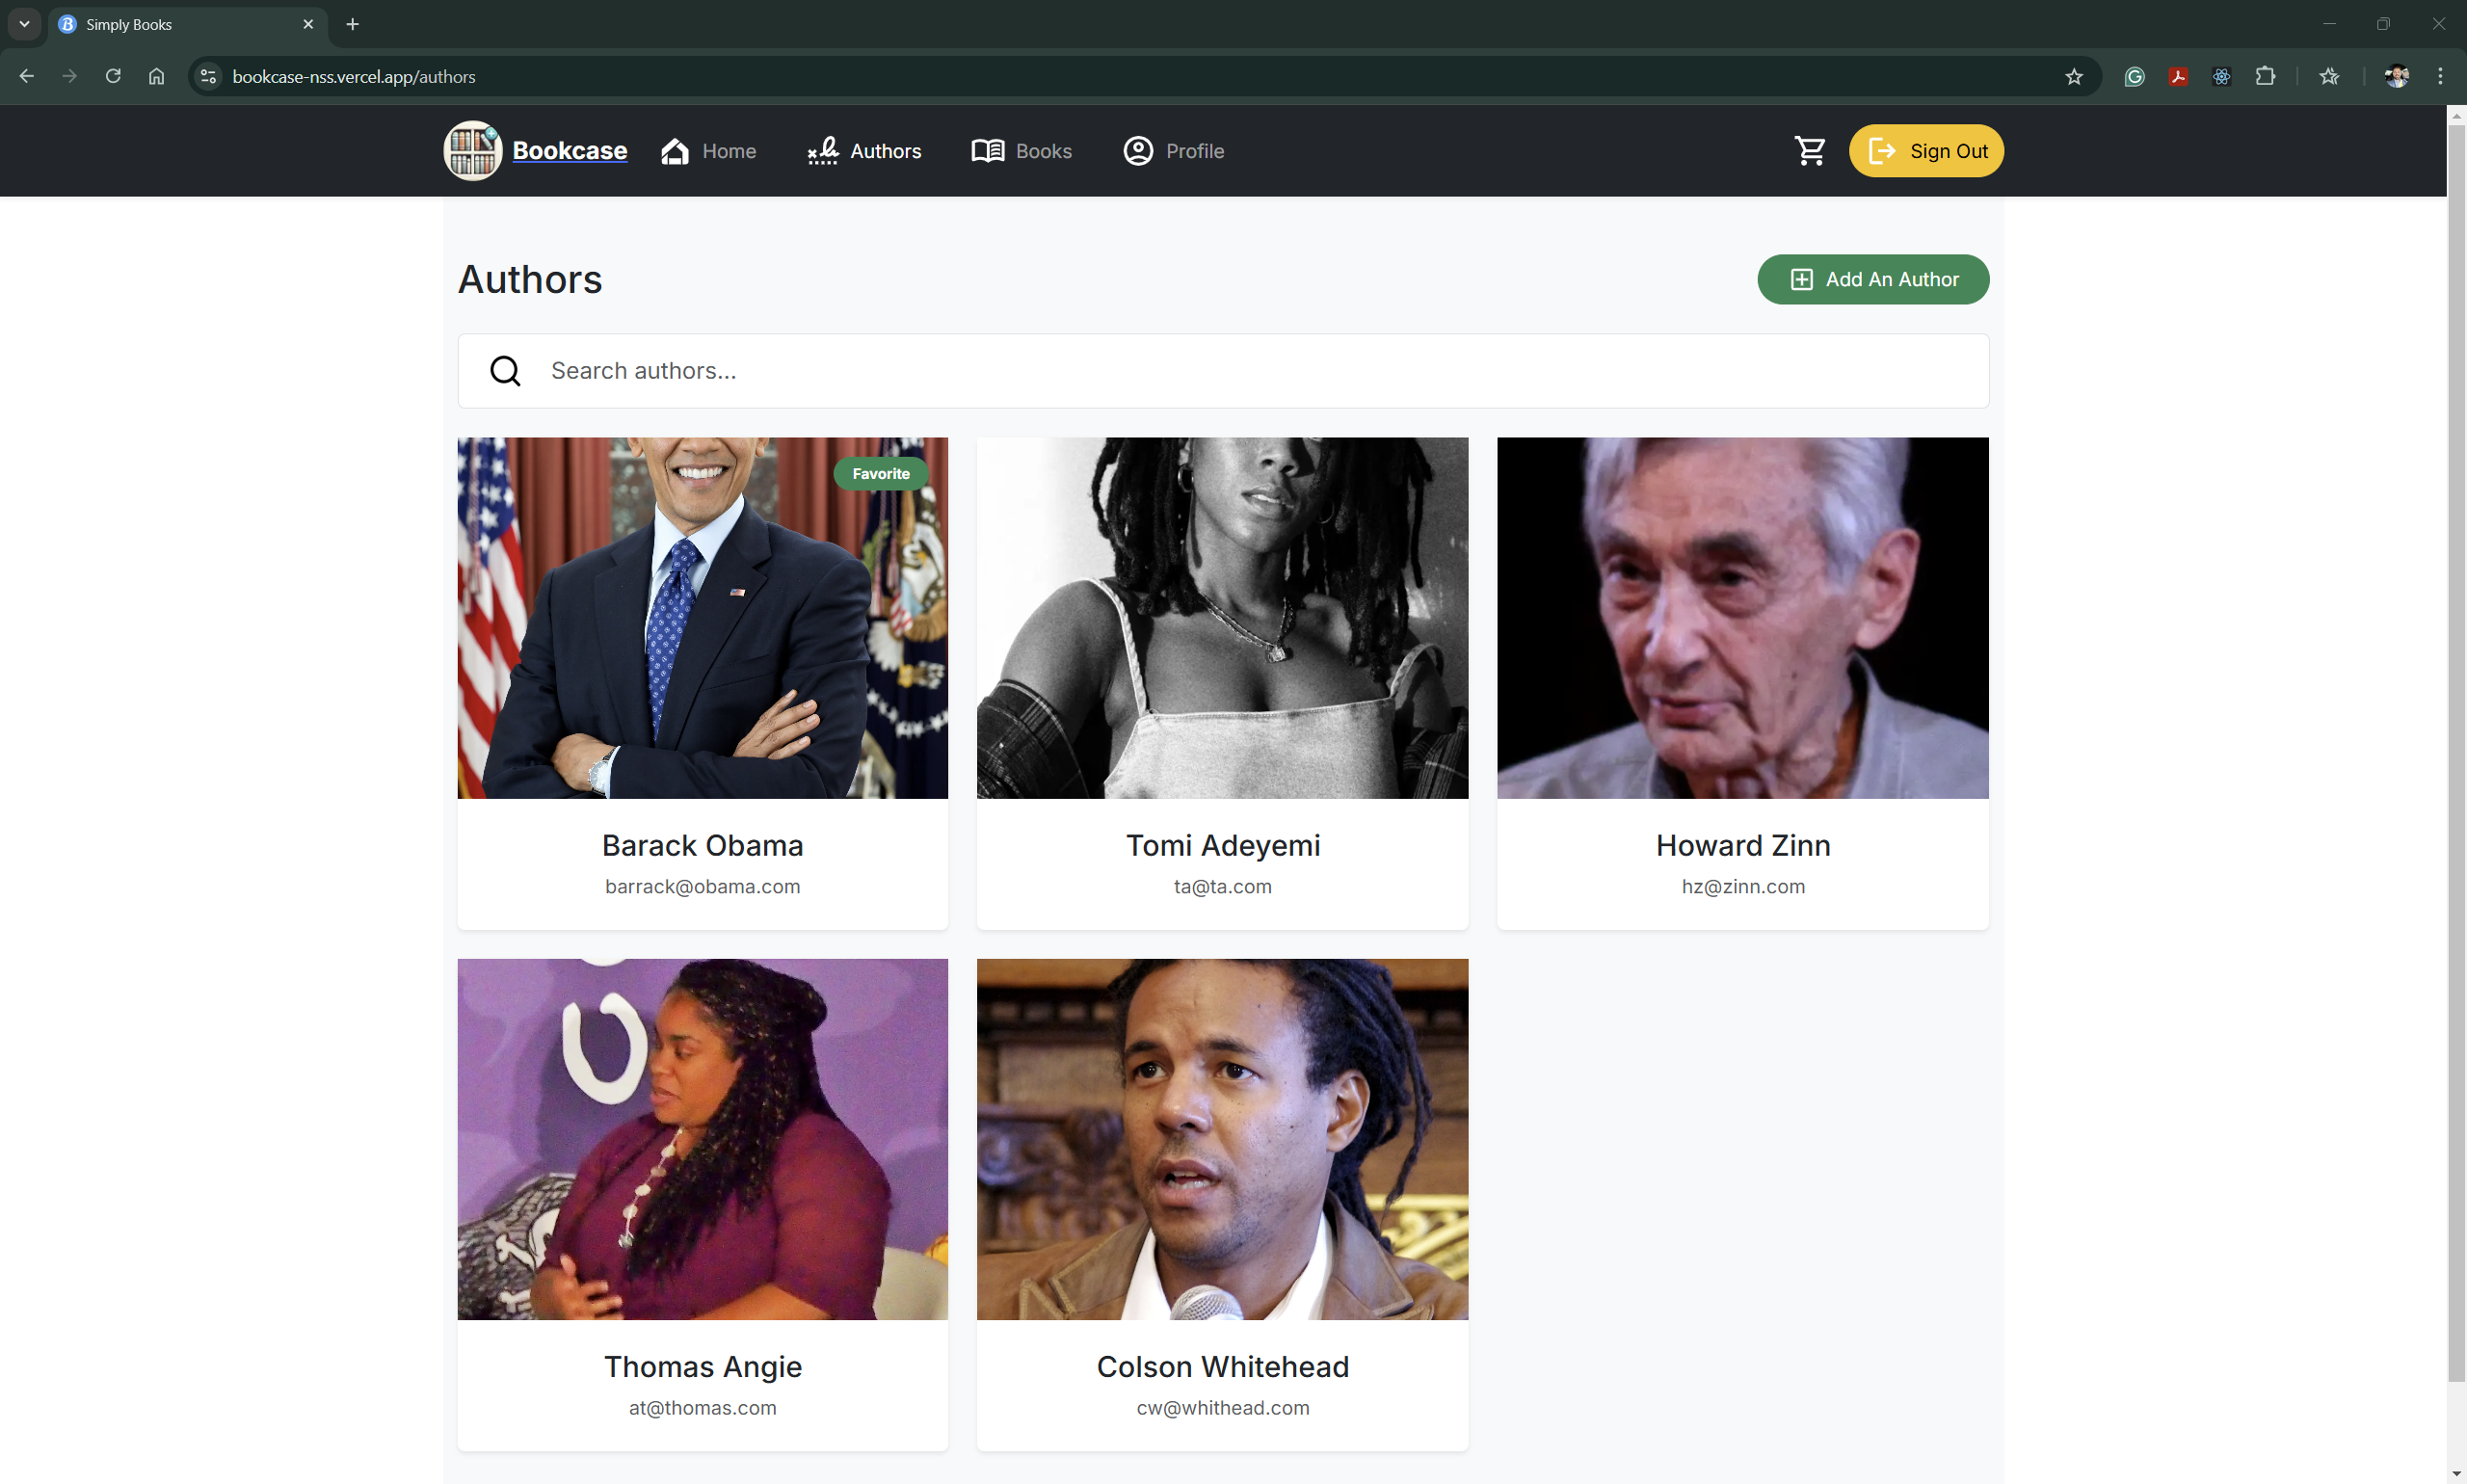 Simply Books
bookcase-nss.vercel.app/authors
Bookcase
Home
Authors
Books
Profile
Sign Out
Authors
Add An Author
Search authors...
Favorite
Barack Obama
barrack@obama.com
Tomi Adeyemi
ta@ta.com
Howard Zinn
hz@zinn.com
Thomas Angie
at@thomas.com
Colson Whitehead
cw@whithead.com